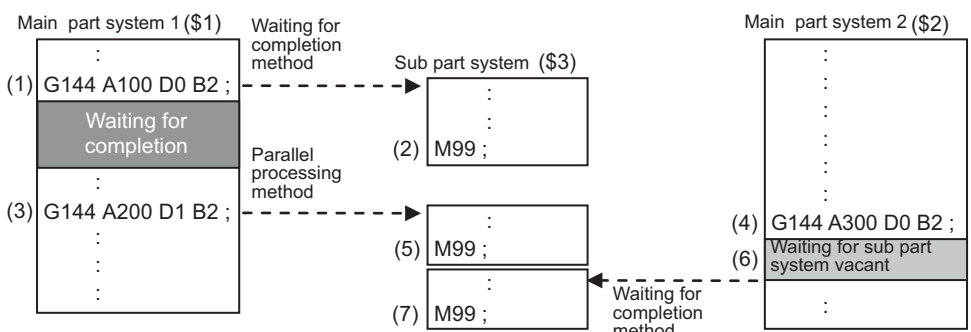 Main part system 1 ($1)
:
(1) G144 A100 D0 B2 ;
Waiting for
completion
:
(3) G144 A200 D1 B2 ;
:
:
:
Waiting for
completion
method
Parallel
processing
method
Sub part system ($3)
:
:
(2) M99 ;
:
(5) M99 ;
:
(7) M99 ;
Waiting for
completion
method
Main part system 2 ($2)
:
:
:
:
:
:
(4) G144 A300 D0 B2 ;
(6) Waiting for sub part
system vacant
: